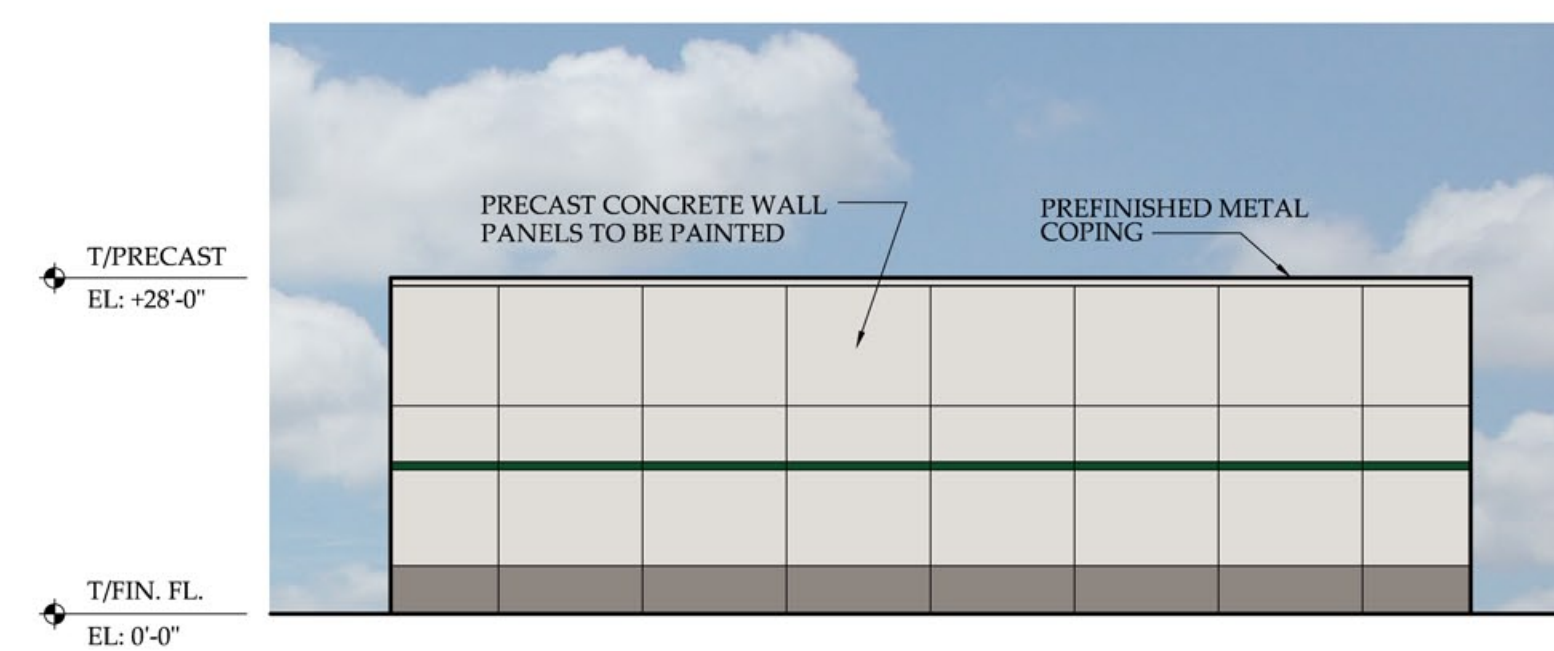 PRECAST CONCRETE WALL
PANELS TO BE PAINTED
PREFINISHED METAL
COPING
T/PRECAST
EL: +28'-0"
T/FIN. FL.
EL: 0'-0"